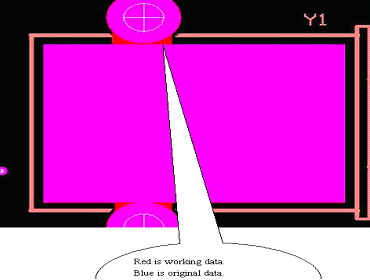 Y1
Red is working data.
Blue is original data.